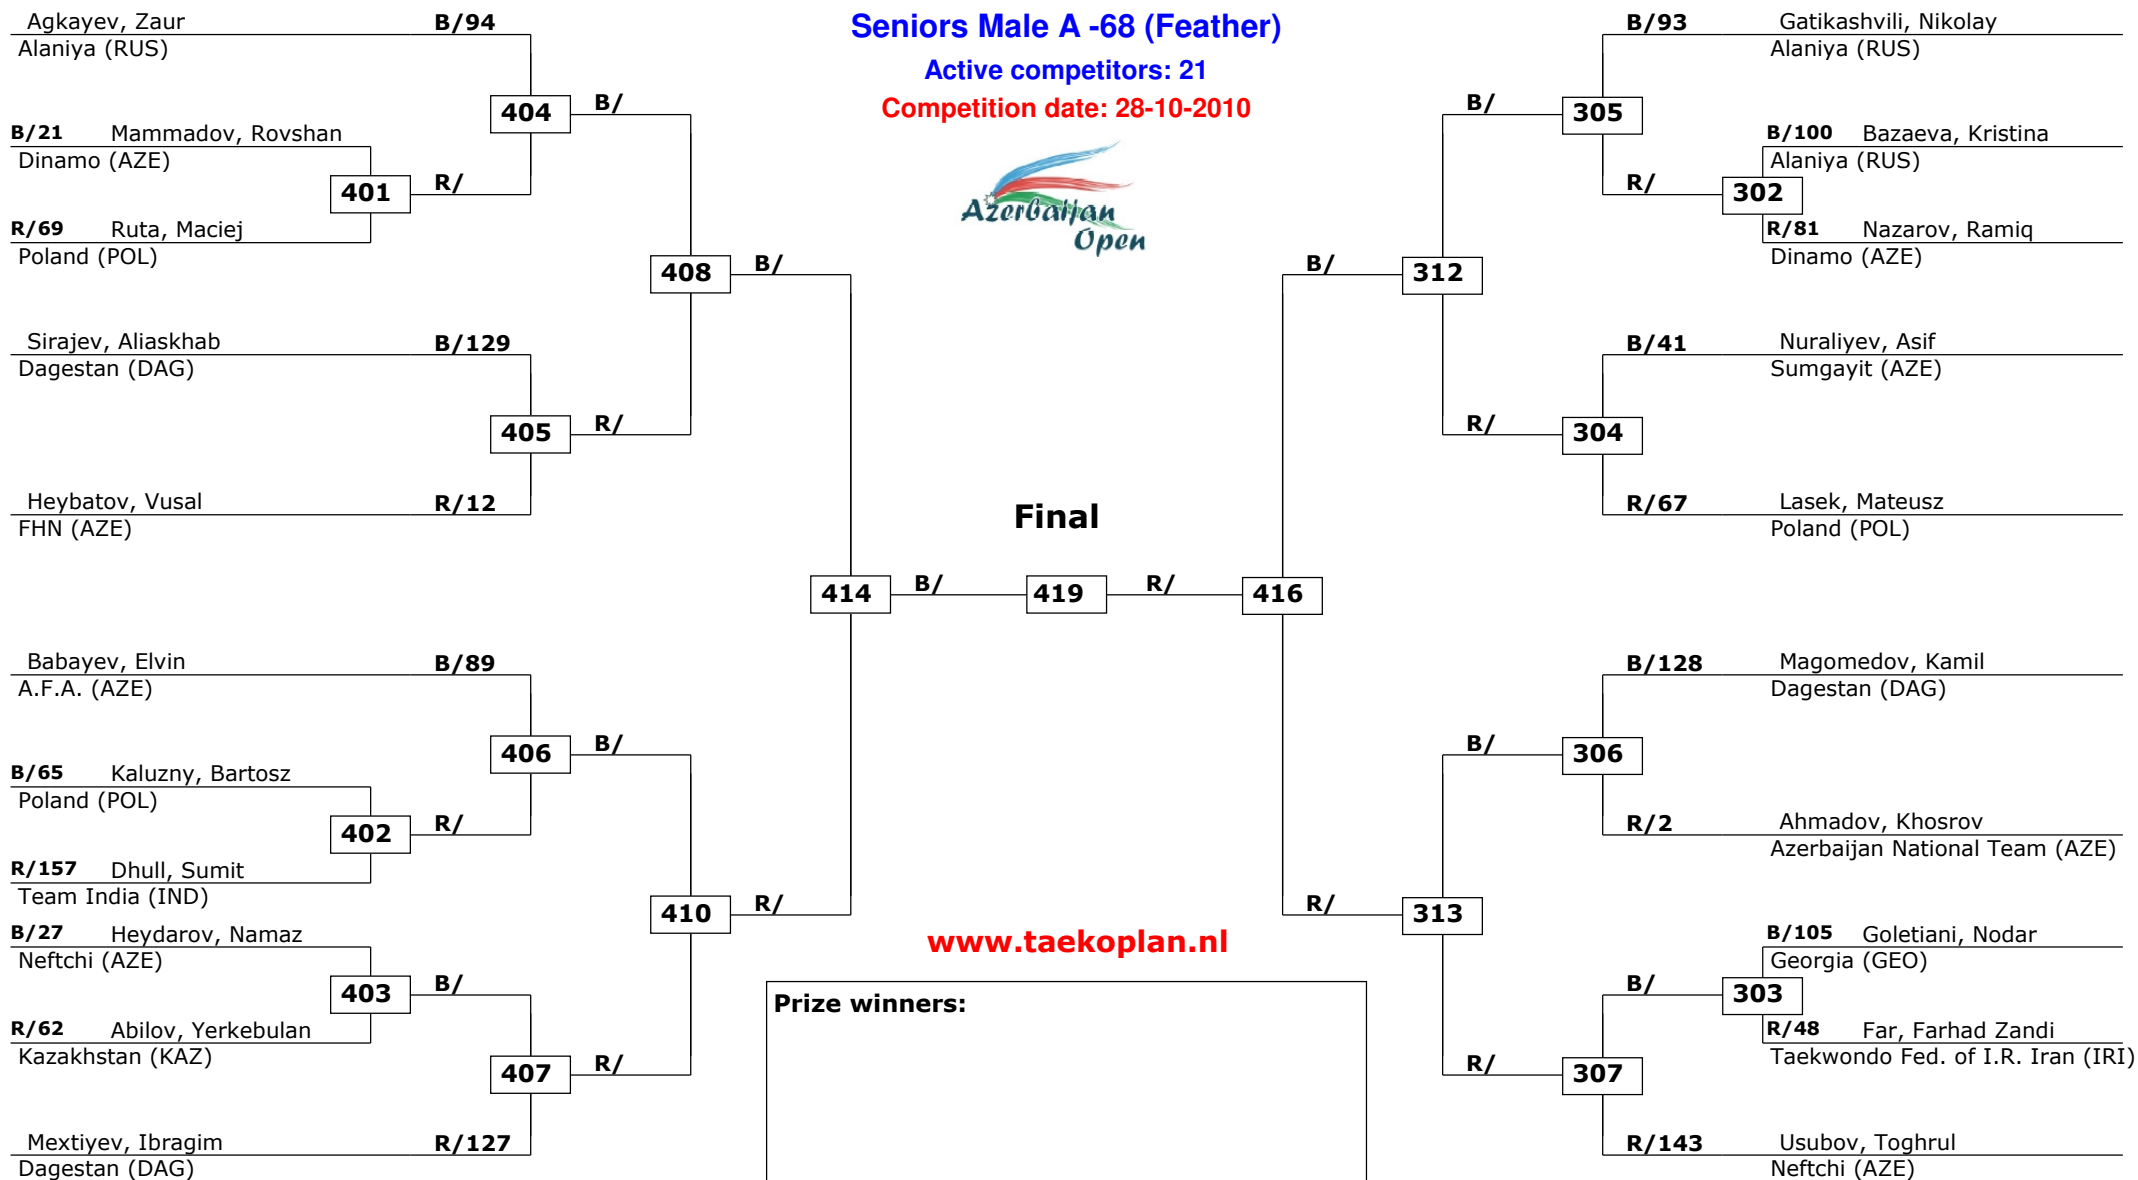 Seniors Male A -68 (Feather)
Active competitors: 21
Competition date: 28-10-2010
Azerbaijan
Open
Agkayev, Zaur B/94
Alaniya (RUS)
404 B/
B/21 Mammadov, Rovshan
Dinamo (AZE)
401 R/
R/69 Ruta, Maciej
Poland (POL)
408 B/
Sirajev, Aliaskhab B/129
Dagestan (DAG)
405 R/
Heybatov, Vusal R/12
FHN (AZE)
414 B/
Babayev, Elvin B/89
A.F.A. (AZE)
406 B/
B/65 Kaluzny, Bartosz
Poland (POL)
402 R/
R/157 Dhull, Sumit
Team India (IND)
410 R/
B/27 Heydarov, Namaz
Neftchi (AZE)
403 B/
R/62 Abilov, Yerkebulan
Kazakhstan (KAZ)
407 R/
Mextiyev, Ibragim R/127
Dagestan (DAG)
Final
419
www.taekoplan.nl
Prize winners:
B/93 Gatikashvili, Nikolay
Alaniya (RUS)
B/ 305
B/100 Bazaeva, Kristina
Alaniya (RUS)
R/ 302
R/81 Nazarov, Ramiq
Dinamo (AZE)
B/ 312
B/41 Nuraliyev, Asif
Sumgayit (AZE)
R/ 304
R/67 Lasek, Mateusz
Poland (POL)
R/ 416
B/128 Magomedov, Kamil
Dagestan (DAG)
B/ 306
R/2 Ahmadov, Khosrov
Azerbaijan National Team (AZE)
R/ 313
B/105 Goletiani, Nodar
Georgia (GEO)
B/ 303
R/48 Far, Farhad Zandi
Taekwondo Fed. of I.R. Iran (IRI)
R/ 307
R/143 Usubov, Toghrul
Neftchi (AZE)